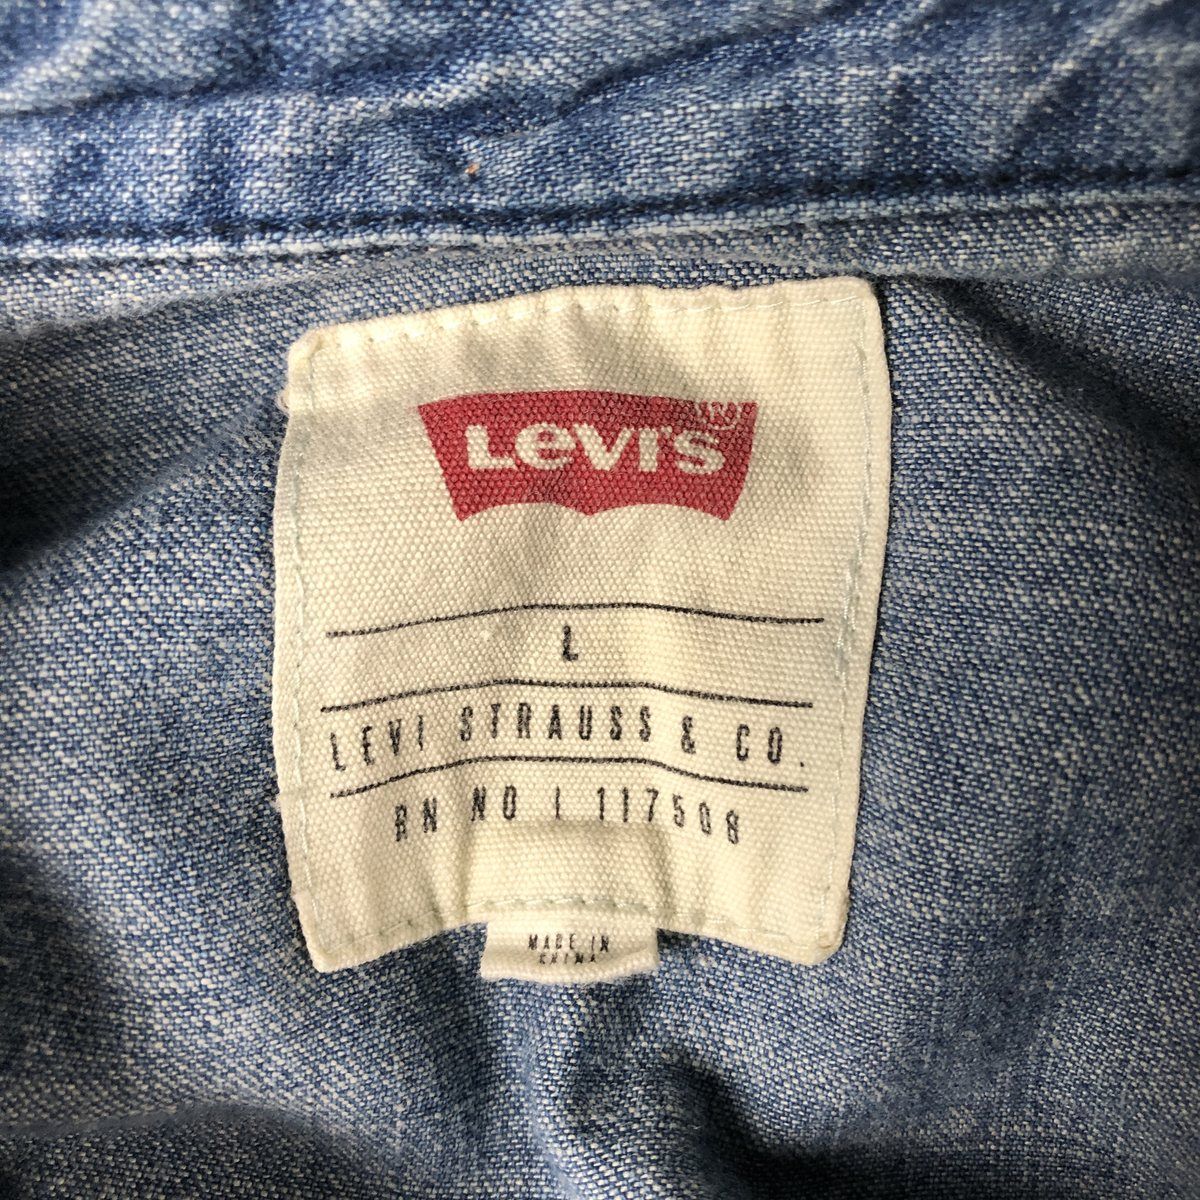 Levi's®
L
LEVI STRAUSS & CO.
RN NO | 117508
MADE IN
CHINA